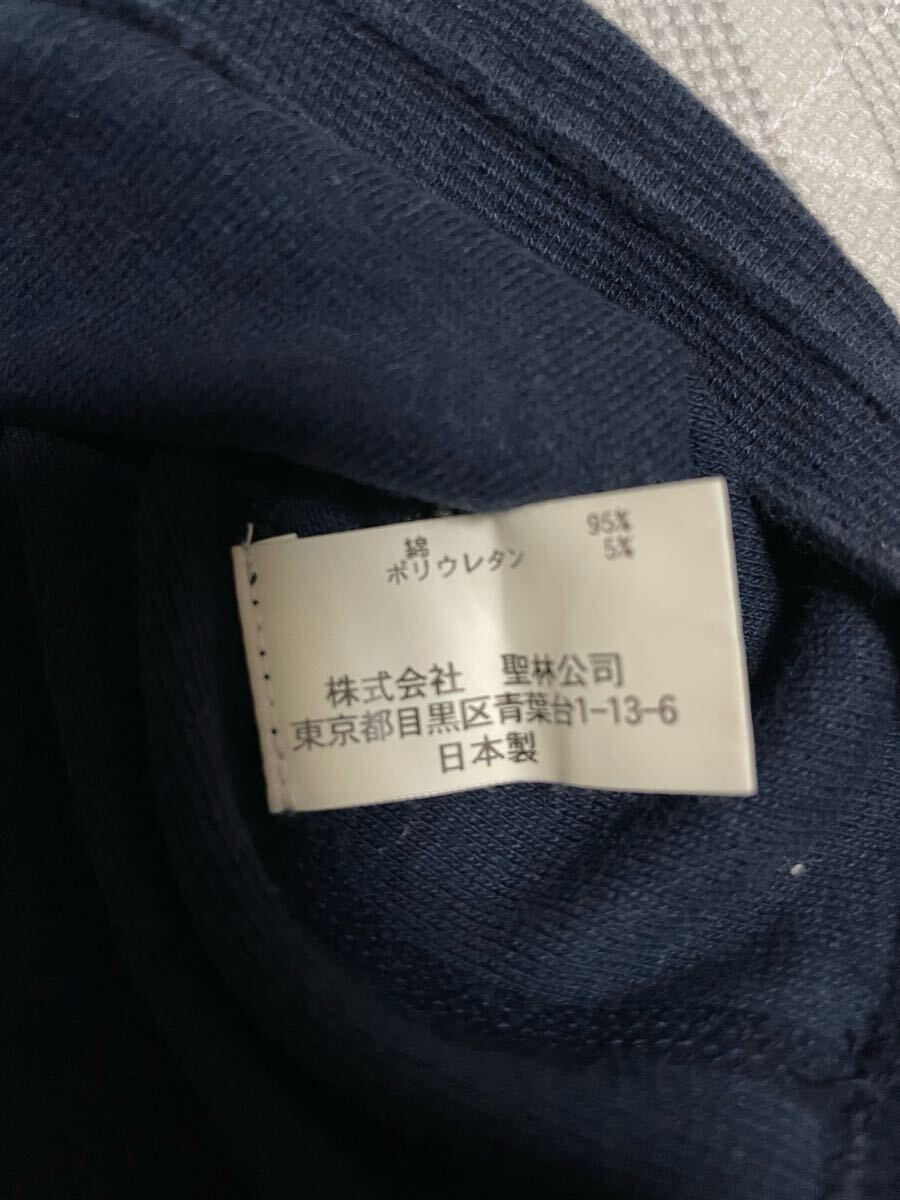 綿 95%
ポリウレタン 5%
株式会社 聖林公司
東京都目黒区青葉台1-13-6
日本製